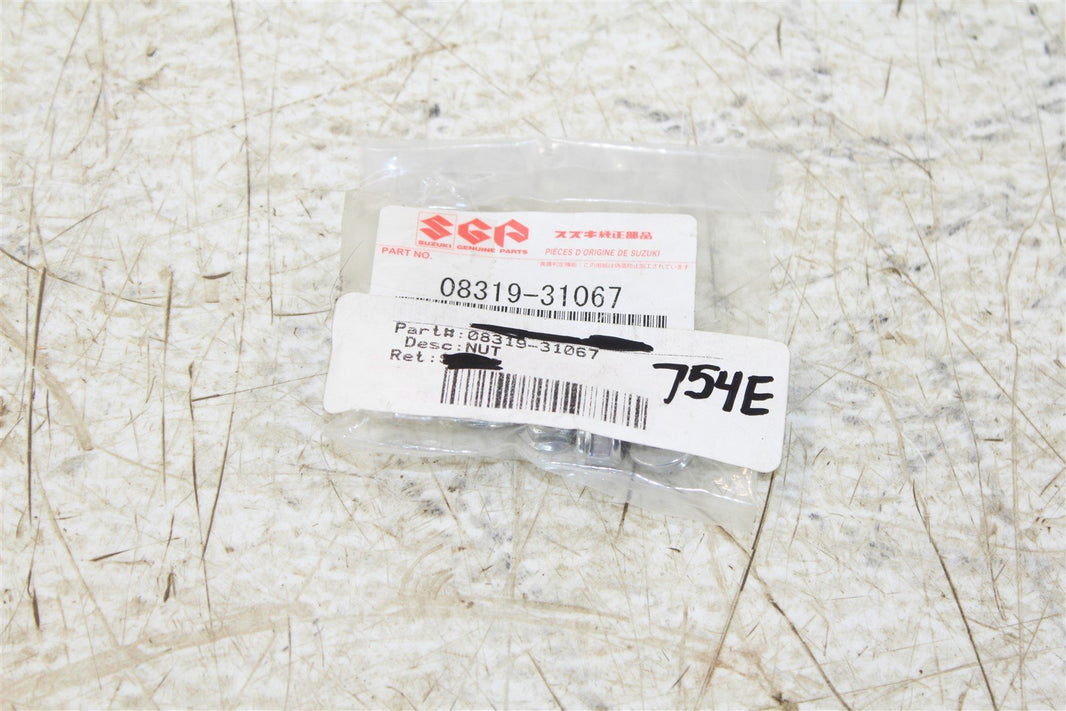 SGP スズキ純正部品
SUZUKI GENUINE PARTS
PART NO. PIÈCES D'ORIGINE DE SUZUKI
08319-31067
Part#:08319-31067
Desc:NUT
Ret:
754E